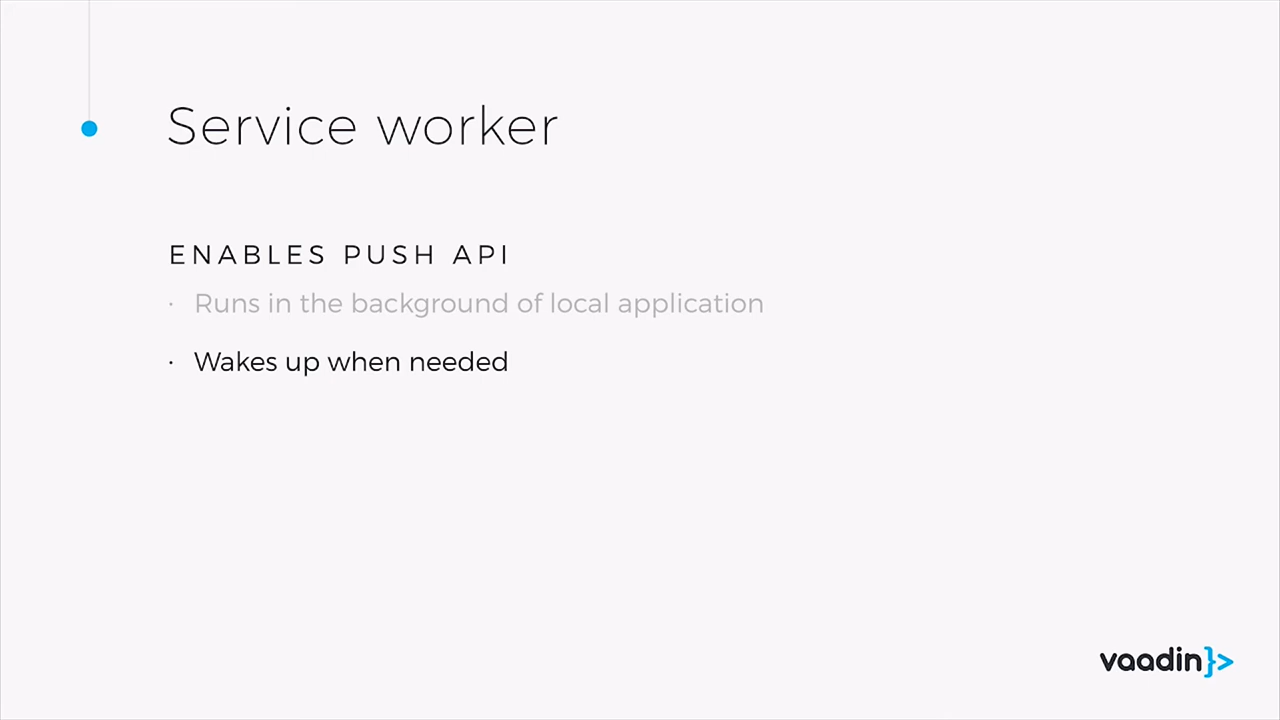 Service worker
ENABLES PUSH API
· Runs in the background of local application
· Wakes up when needed
vaadin}>